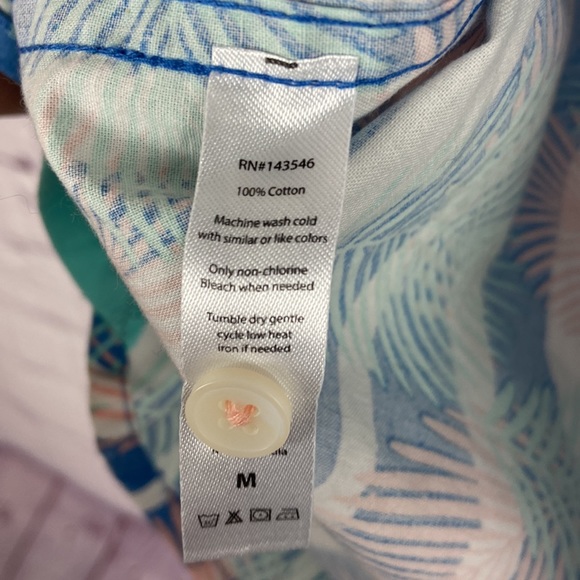 RN#143546
100% Cotton
Machine wash cold
with similar or like colors
Only non-chlorine
Bleach when needed
Tumble dry gentle
cycle low heat
iron if needed
M